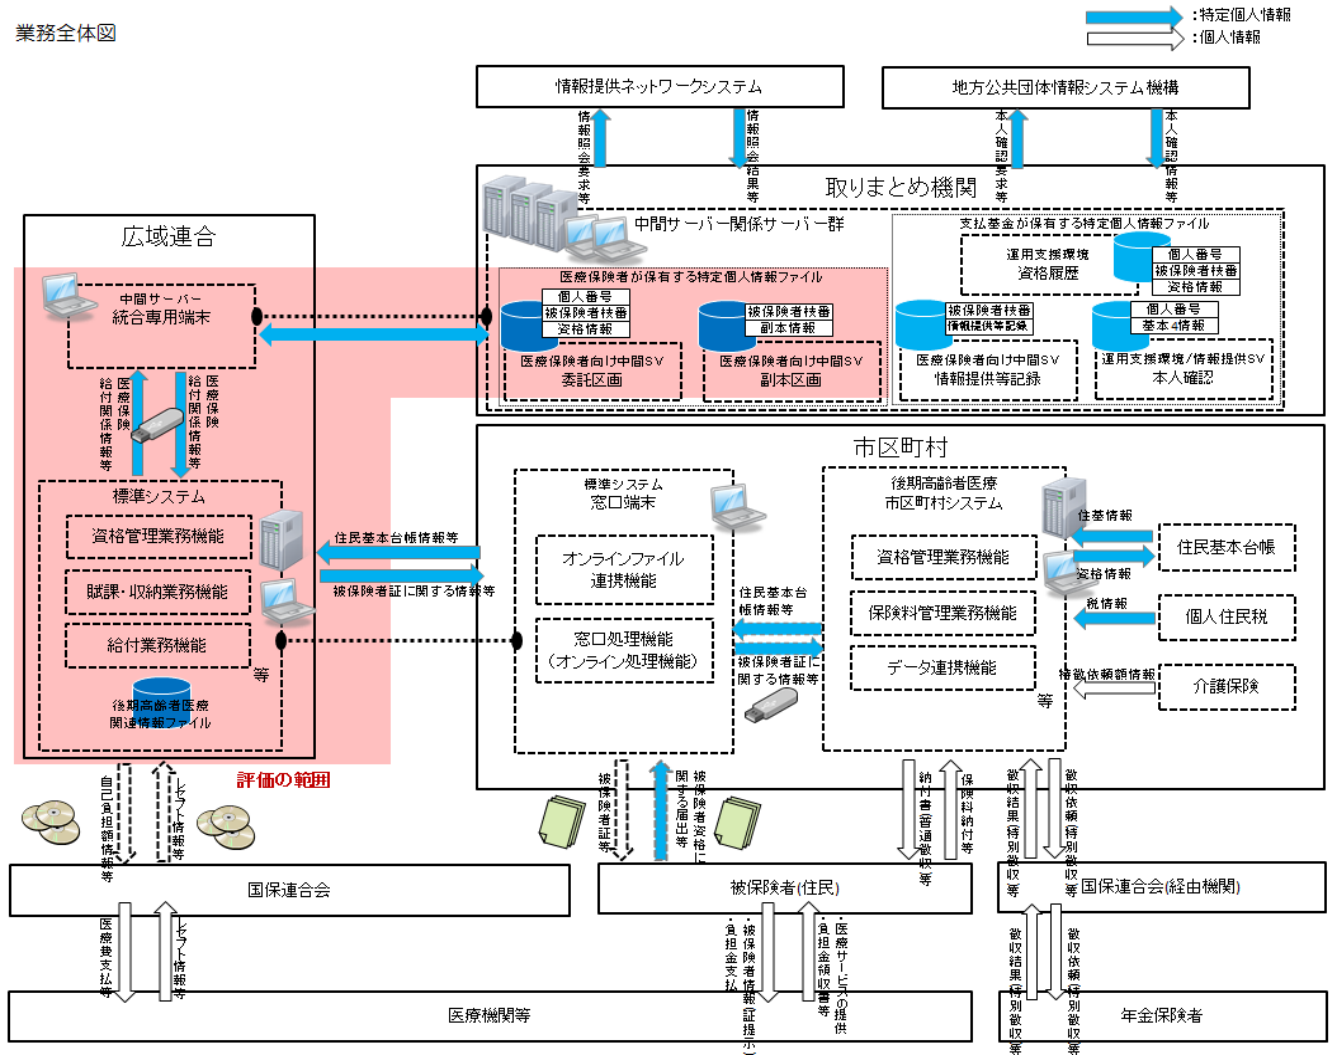 業務全体図
：特定個人情報
：個人情報
情報提供ネットワークシステム
地方公共団体情報システム機構
情報照会要求等
情報照会結果等
本人確認要求等
本人確認情報等
取りまとめ機関
中間サーバー関係サーバー群
支払基金が保有する特定個人情報ファイル
運用支援環境
資格履歴
個人番号
被保険者枝番
資格情報
医療保険者が保有する特定個人情報ファイル
個人番号
被保険者枝番
資格情報
被保険者枝番
副本情報
被保険者枝番
情報提供等記録
個人番号
基本4情報
医療保険者向け中間SV
委託区画
医療保険者向け中間SV
副本区画
医療保険者向け中間SV
情報提供等記録
運用支援環境/情報提供SV
本人確認
広域連合
中間サーバー
統合専用端末
医療保険
給付関係情報等
医療保険
給付関係情報等
標準システム
資格管理業務機能
賦課・収納業務機能
給付業務機能
等
後期高齢者医療
関連情報ファイル
評価の範囲
住民基本台帳情報等
被保険者証に関する情報等
市区町村
標準システム
窓口端末
オンラインファイル
連携機能
窓口処理機能
（オンライン処理機能）
住民基本台
帳情報等
被保険者証に
関する情報等
後期高齢者医療
市区町村システム
資格管理業務機能
保険料管理業務機能
データ連携機能
等
住基情報
資格情報
税情報
特徴依頼額情報
住民基本台帳
個人住民税
介護保険
自己負担額情報等
レセプト情報等
被保険者証等
被保険者資格に
関する届出等
納付書(普通徴収)等
保険料納付等
徴収結果(特別徴収)等
徴収依頼(特別徴収)等
国保連合会
被保険者(住民)
国保連合会(経由機関)
医療費支払等
レセプト情報等
・被保険者情報(証提示)
・負担金支払
・医療サービスの提供
・負担金領収書等
徴収結果(特別徴収)等
徴収依頼(特別徴収)等
医療機関等
年金保険者